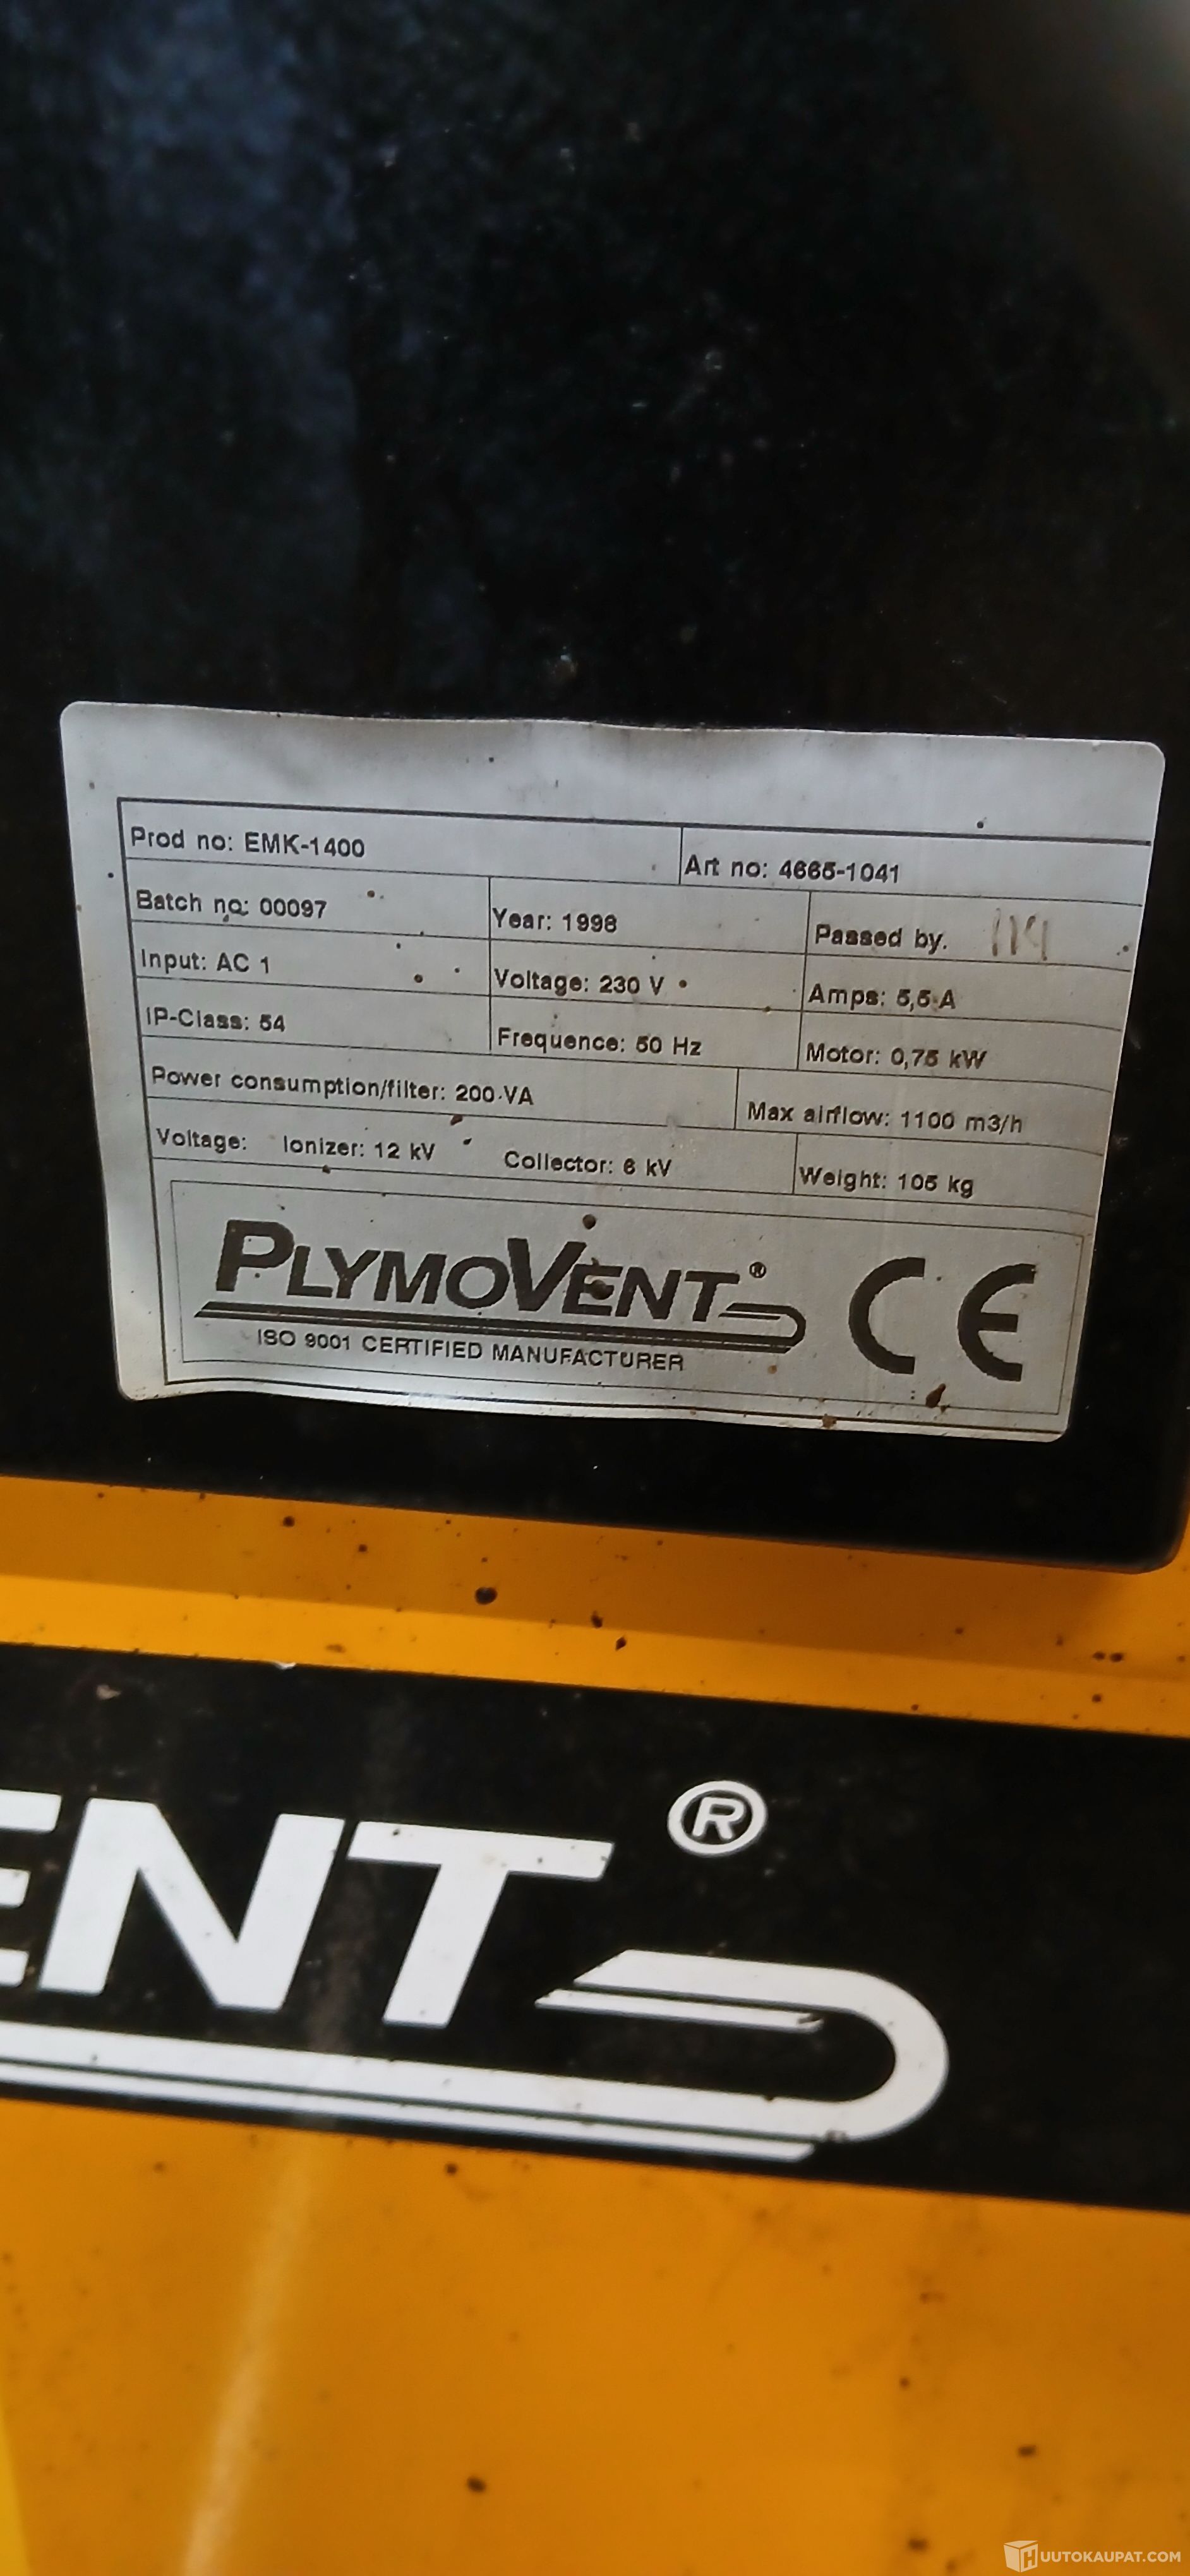 Prod no: EMK-1400 Art no: 4665-1041
Batch no: 00097 Year: 1998 Passed by.
Input: AC 1 Voltage: 230 V Amps: 5,5 A
IP-Class: 54 Frequence: 50 Hz Motor: 0,75 kW
Power consumption/filter: 200 VA Max airflow: 1100 m3/h
Voltage: Ionizer: 12 kV Collector: 6 kV Weight: 105 kg
PLYMOVENT® CE
ISO 9001 CERTIFIED MANUFACTURER
ENT®
HUUTOKAUPAT.COM